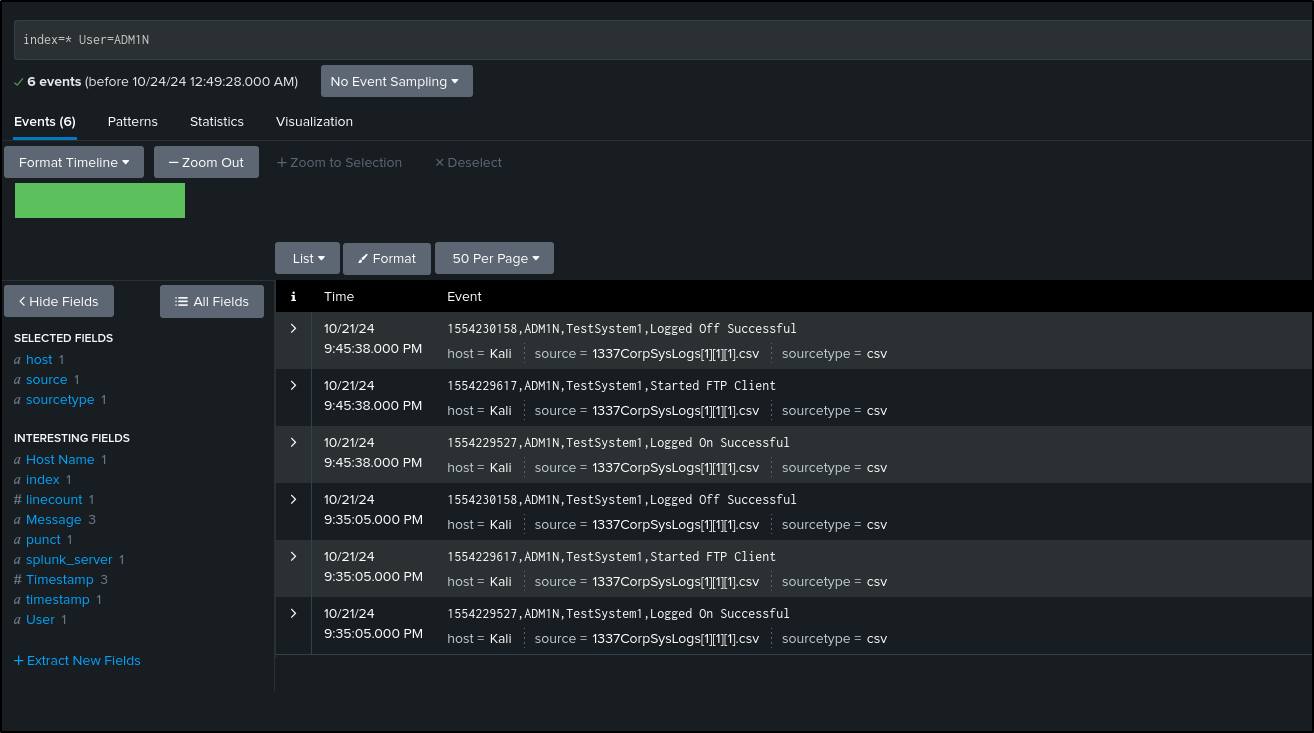 index=* User=ADM1N
✓ 6 events (before 10/24/24 12:49:28.000 AM) No Event Sampling
Events (6) Patterns Statistics Visualization
Format Timeline — Zoom Out + Zoom to Selection × Deselect
List Format 50 Per Page
Hide Fields All Fields
i Time Event
SELECTED FIELDS
a host 1
a source 1
a sourcetype 1
INTERESTING FIELDS
a Host Name 1
a index 1
# linecount 1
a Message 3
a punct 1
a splunk_server 1
# Timestamp 3
a timestamp 1
a User 1
+ Extract New Fields
10/21/24 1554230158,ADM1N,TestSystem1,Logged Off Successful
9:45:38.000 PM host = Kali source = 1337CorpSysLogs[1][1][1].csv sourcetype = csv
10/21/24 1554229617,ADM1N,TestSystem1,Started FTP Client
9:45:38.000 PM host = Kali source = 1337CorpSysLogs[1][1][1].csv sourcetype = csv
10/21/24 1554229527,ADM1N,TestSystem1,Logged On Successful
9:45:38.000 PM host = Kali source = 1337CorpSysLogs[1][1][1].csv sourcetype = csv
10/21/24 1554230158,ADM1N,TestSystem1,Logged Off Successful
9:35:05.000 PM host = Kali source = 1337CorpSysLogs[1][1][1].csv sourcetype = csv
10/21/24 1554229617,ADM1N,TestSystem1,Started FTP Client
9:35:05.000 PM host = Kali source = 1337CorpSysLogs[1][1][1].csv sourcetype = csv
10/21/24 1554229527,ADM1N,TestSystem1,Logged On Successful
9:35:05.000 PM host = Kali source = 1337CorpSysLogs[1][1][1].csv sourcetype = csv